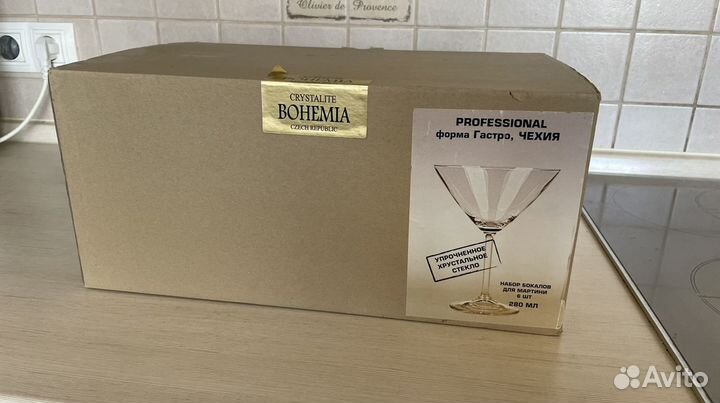 Olivier de Provence
CRYSTALITE
BOHEMIA
CZECH REPUBLIC
PROFESSIONAL
форма Гастро, ЧЕХИЯ
УПРОЧНЕННОЕ
ХРУСТАЛЬНОЕ
СТЕКЛО
НАБОР БОКАЛОВ
ДЛЯ МАРТИНИ
6 ШТ
280 МЛ
Avito